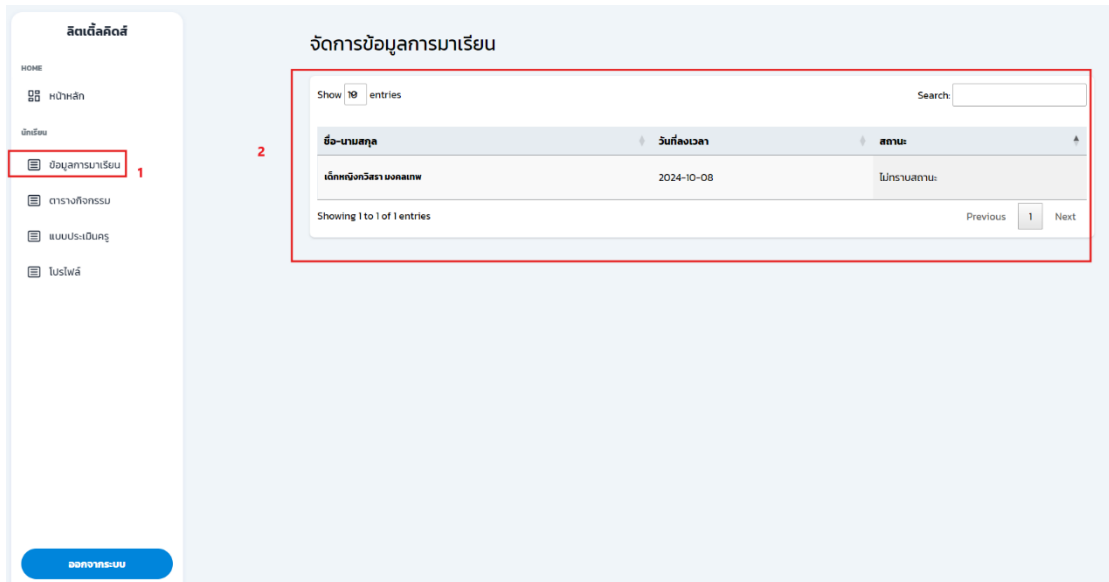 ลิตเติ้ลคิดส์
HOME
หน้าหลัก
นักเรียน
ข้อมูลการมาเรียน
1
ตารางกิจกรรม
แบบประเมินครู
โปรไฟล์
ออกจากระบบ
จัดการข้อมูลการมาเรียน
2
Show 10 entries
Search:
ชื่อ-นามสกุล วันที่ลงเวลา สถานะ
เด็กหญิงกวิสรา มงคลเทพ 2024-10-08 ไม่ทราบสถานะ
Showing 1 to 1 of 1 entries
Previous 1 Next